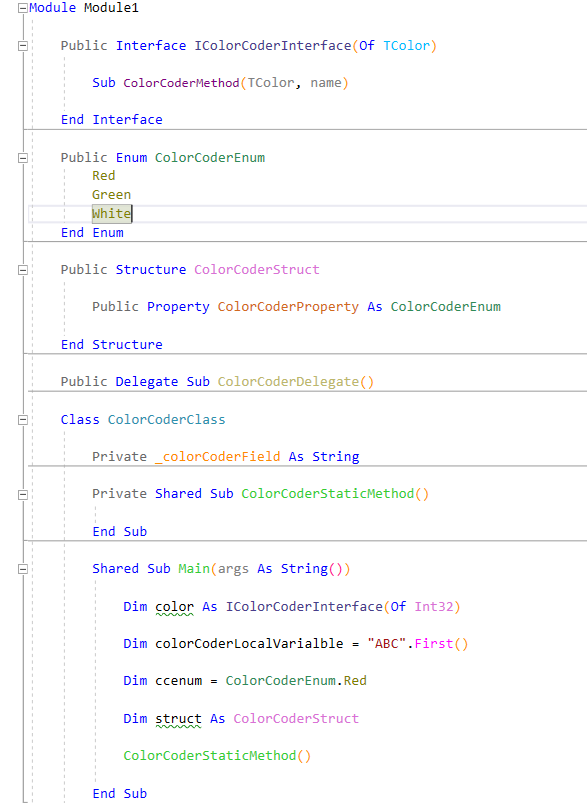 Module Module1
Public Interface IColorCoderInterface(Of TColor)
Sub ColorCoderMethod(TColor, name)
End Interface
Public Enum ColorCoderEnum
Red
Green
White
End Enum
Public Structure ColorCoderStruct
Public Property ColorCoderProperty As ColorCoderEnum
End Structure
Public Delegate Sub ColorCoderDelegate()
Class ColorCoderClass
Private _colorCoderField As String
Private Shared Sub ColorCoderStaticMethod()
End Sub
Shared Sub Main(args As String())
Dim color As IColorCoderInterface(Of Int32)
Dim colorCoderLocalVarialble = "ABC".First()
Dim ccenum = ColorCoderEnum.Red
Dim struct As ColorCoderStruct
ColorCoderStaticMethod()
End Sub